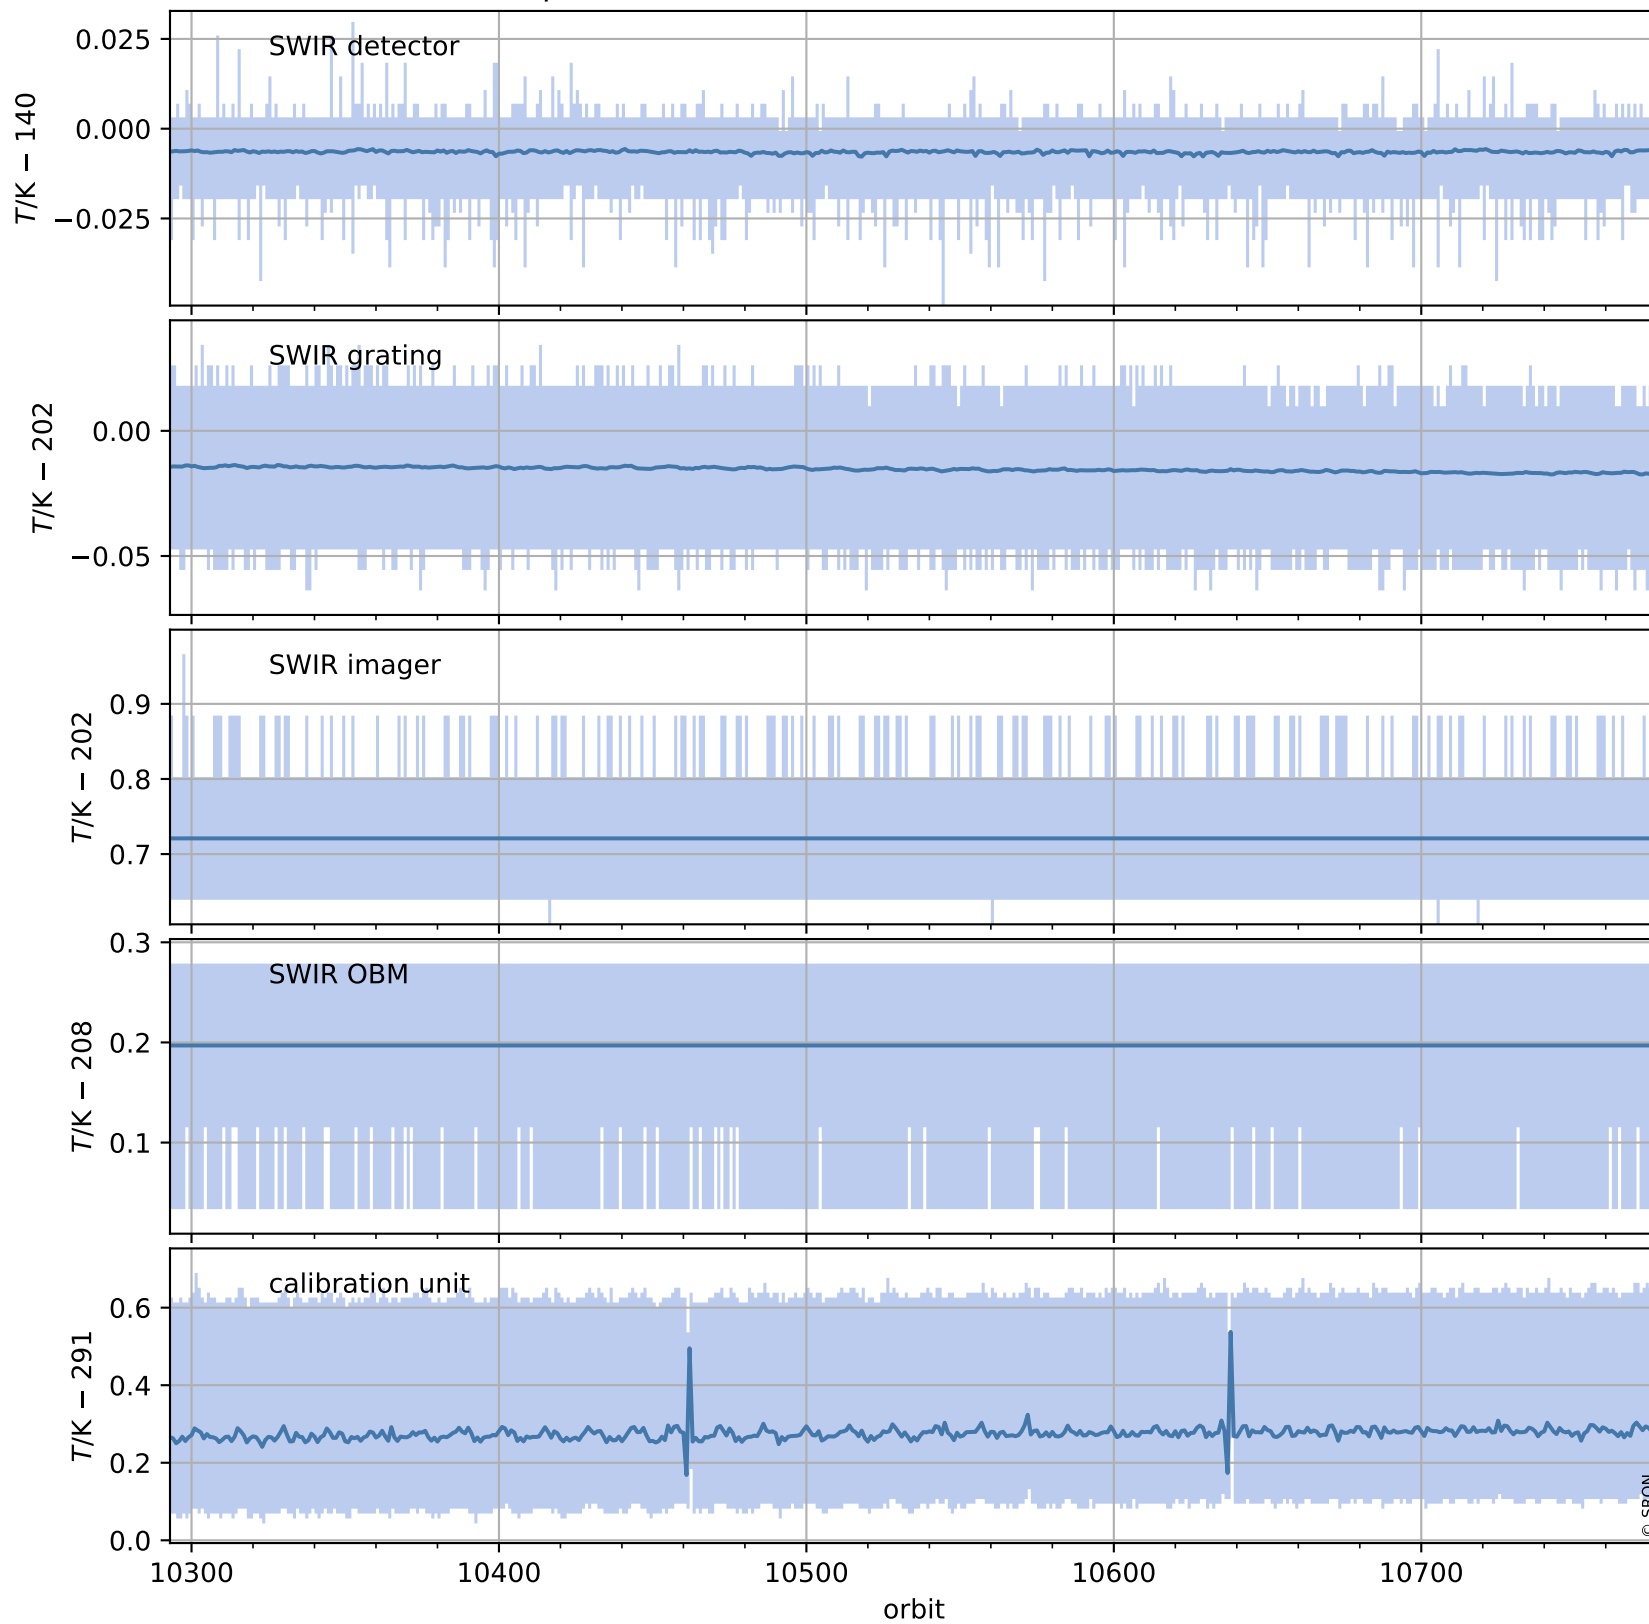 SWIR detector
0.025
0.000
−0.025
T/K − 140
SWIR grating
0.00
−0.05
T/K − 202
SWIR imager
0.9
0.8
0.7
T/K − 202
SWIR OBM
0.3
0.2
0.1
T/K − 208
calibration unit
0.6
0.4
0.2
0.0
T/K − 291
10300 10400 10500 10600 10700
orbit
© SRON